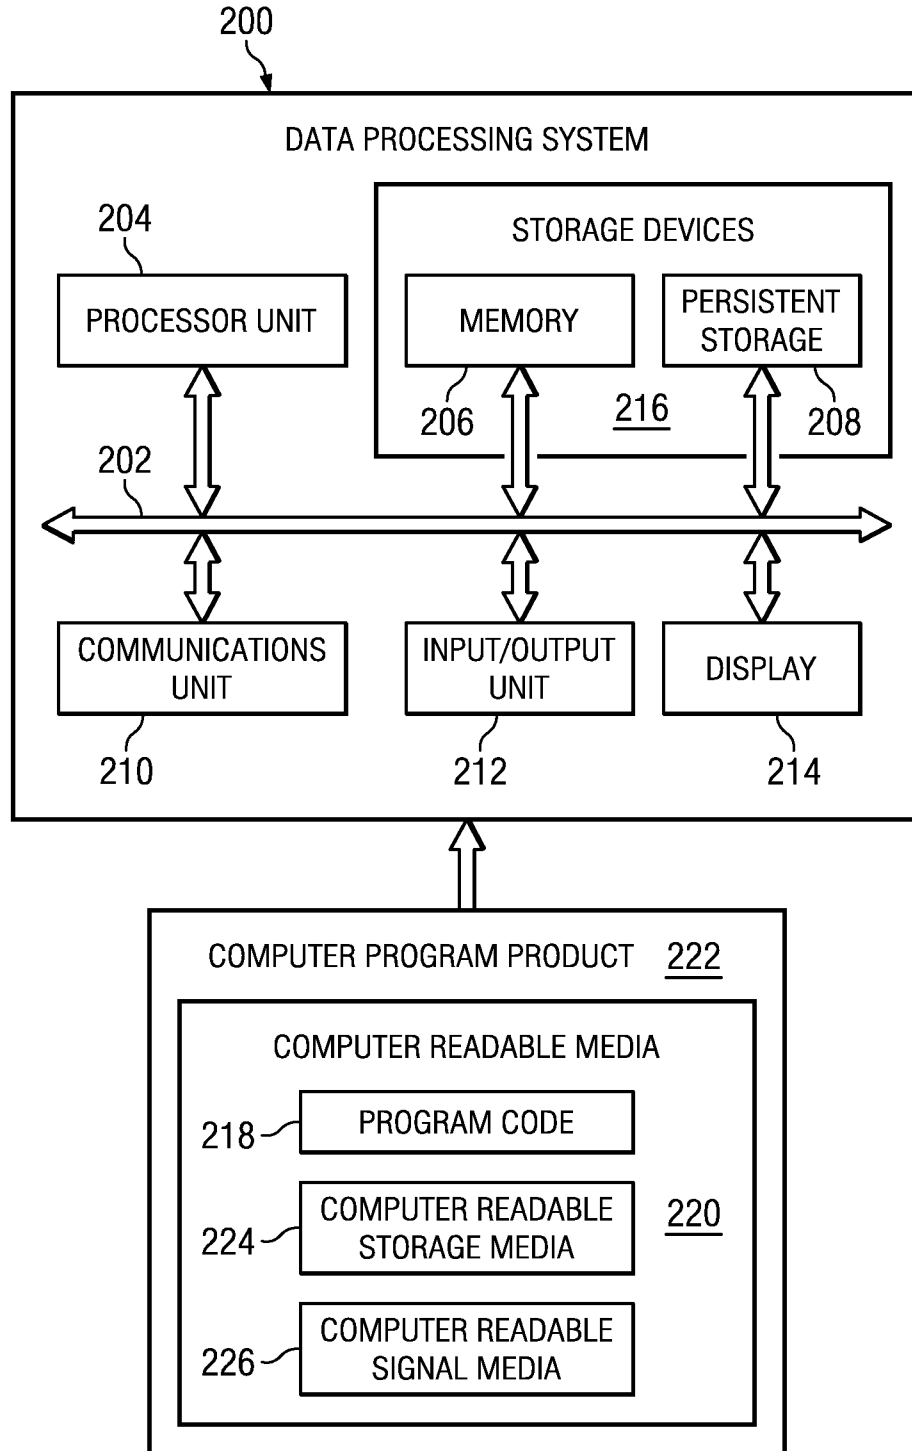 200
DATA PROCESSING SYSTEM
204
STORAGE DEVICES
PROCESSOR UNIT
MEMORY
PERSISTENT
STORAGE
206
216
208
202
COMMUNICATIONS
UNIT
INPUT/OUTPUT
UNIT
DISPLAY
210
212
214
COMPUTER PROGRAM PRODUCT 222
COMPUTER READABLE MEDIA
218
PROGRAM CODE
224
COMPUTER READABLE
STORAGE MEDIA
220
226
COMPUTER READABLE
SIGNAL MEDIA